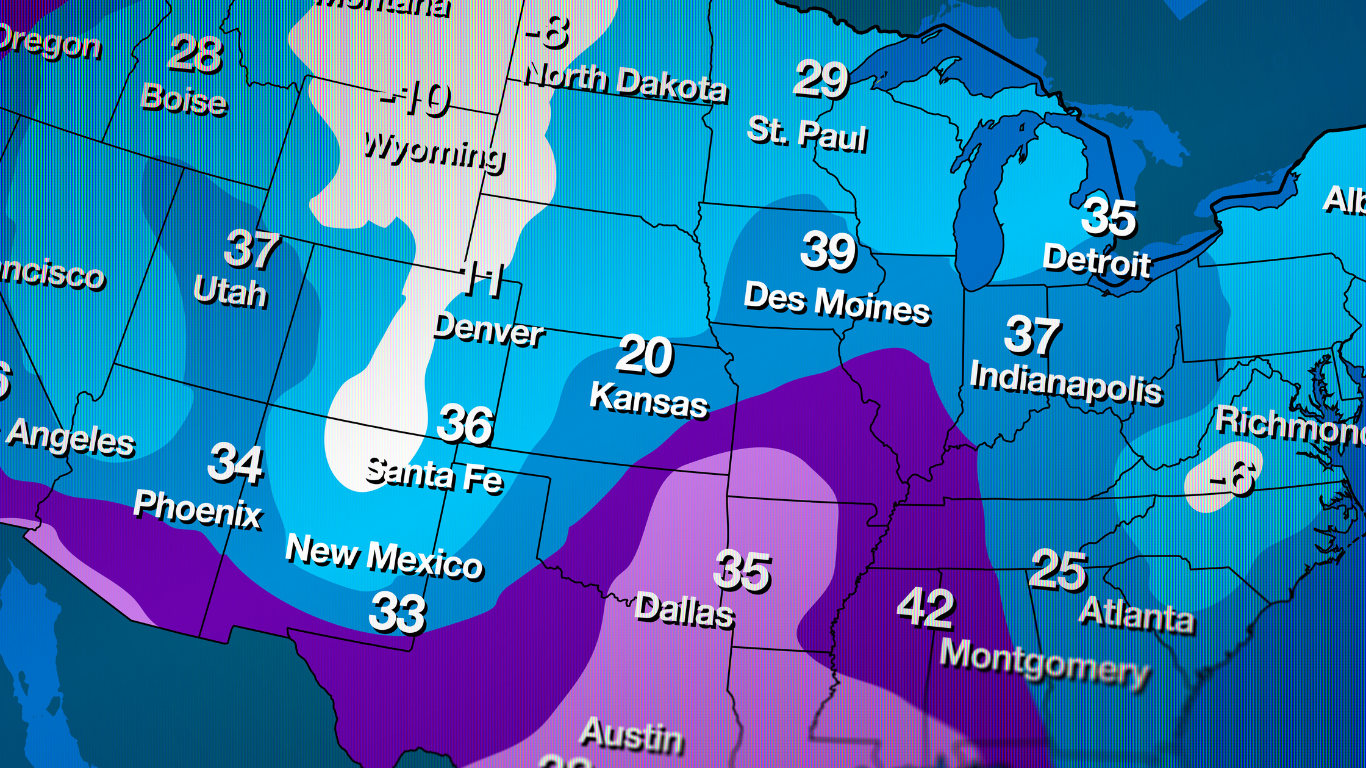 Montana
-8
Oregon
28
Boise
-10
North Dakota
29
St. Paul
Wyoming
35
Detroit
37
Utah
39
Des Moines
11
Denver
20
Kansas
37
Indianapolis
36
Santa Fe
Angeles
34
Phoenix
Richmond
-6
New Mexico
33
35
Dallas
42
Montgomery
25
Atlanta
Austin